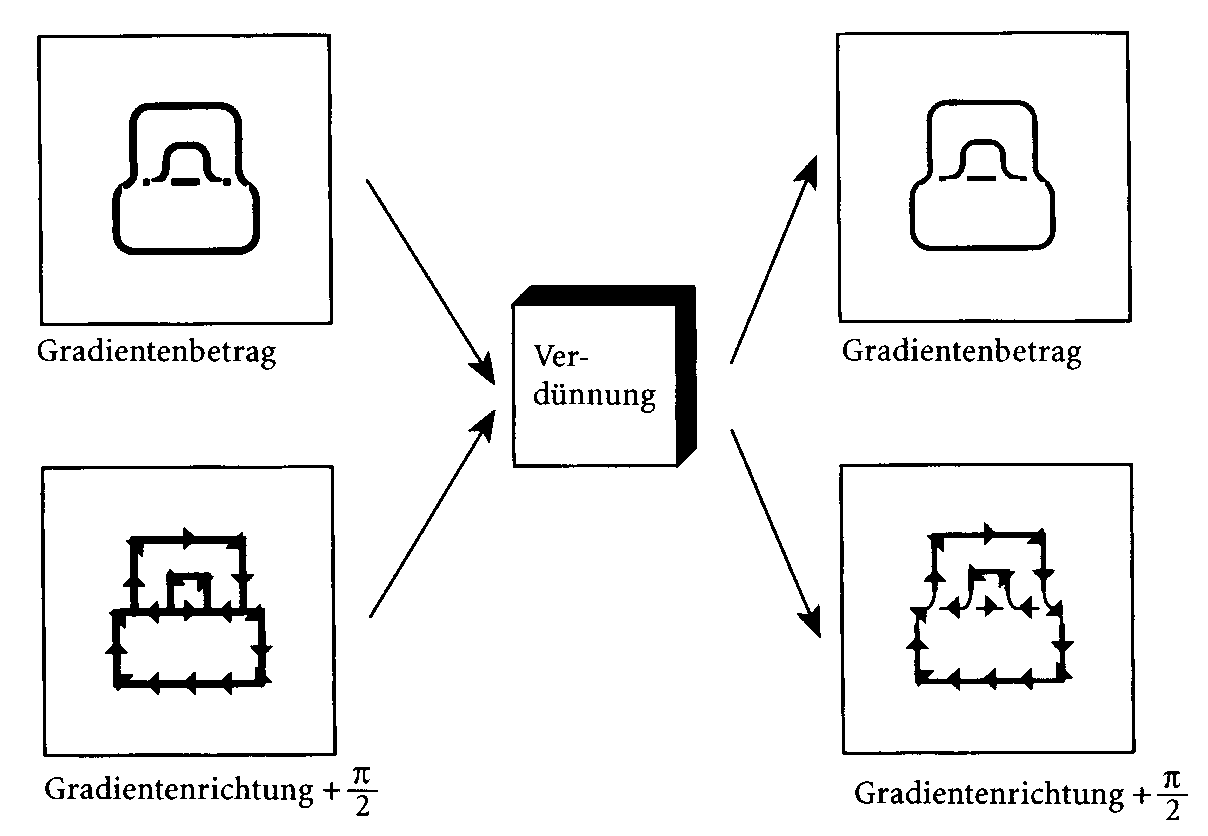 Gradientenbetrag
Gradientenbetrag
Ver-
dünnung
Gradientenrichtung + π/2
Gradientenrichtung + π/2